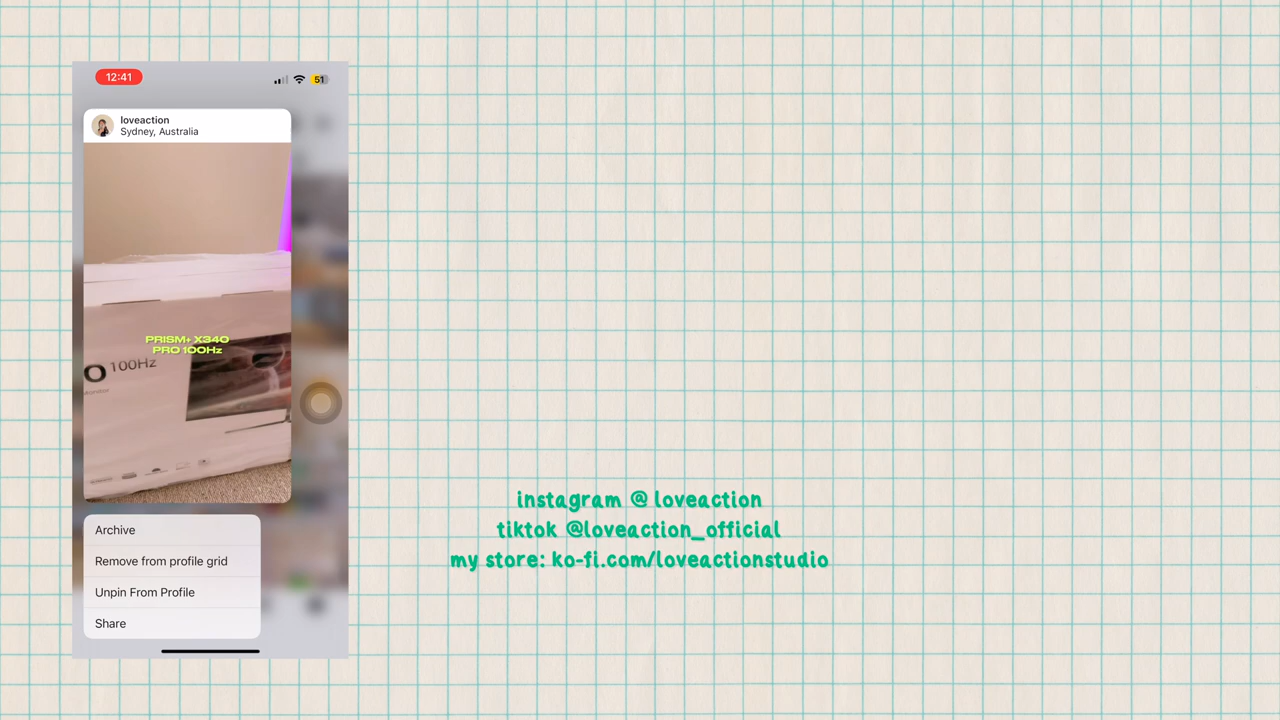 12:41
51
loveaction
Sydney, Australia
PRISM+ X340
PRO 100Hz
O 100Hz
Monitor
Archive
Remove from profile grid
Unpin From Profile
Share
instagram @ loveaction
tiktok @loveaction_official
my store: ko-fi.com/loveactionstudio